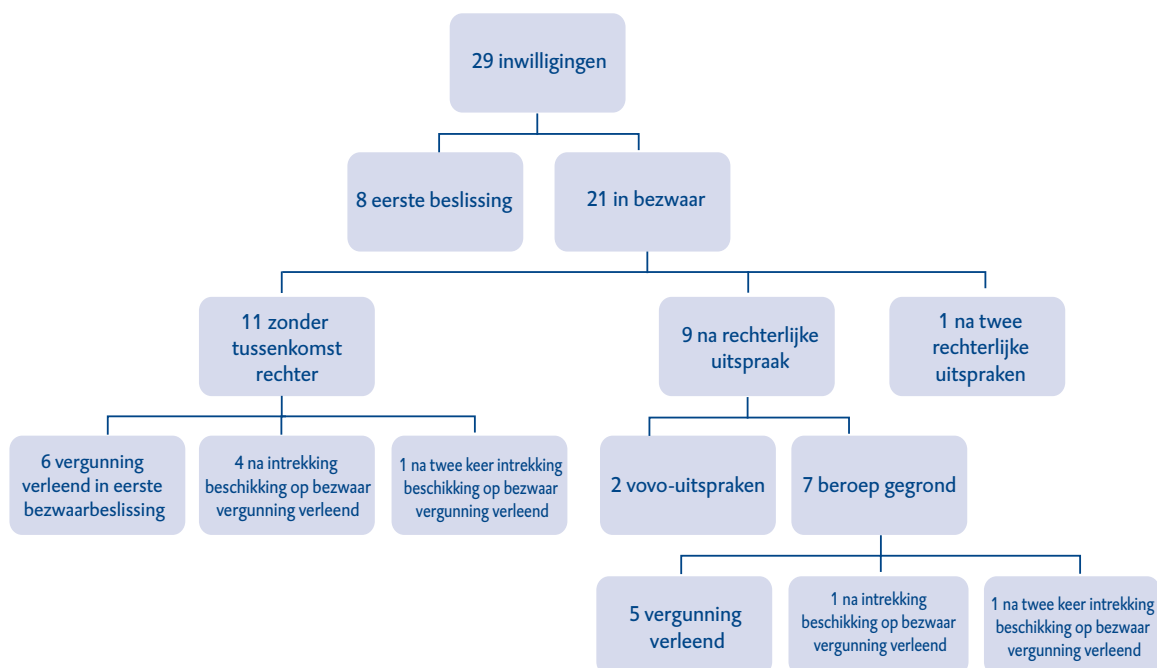 29 inwilligingen
8 eerste beslissing
21 in bezwaar
11 zonder
tussenkomst
rechter
9 na rechterlijke
uitspraak
1 na twee
rechterlijke
uitspraken
6 vergunning
verleend in eerste
bezwaarbeslissing
4 na intrekking
beschikking op bezwaar
vergunning verleend
1 na twee keer intrekking
beschikking op bezwaar
vergunning verleend
2 vovo-uitspraken
7 beroep gegrond
5 vergunning
verleend
1 na intrekking
beschikking op bezwaar
vergunning verleend
1 na twee keer intrekking
beschikking op bezwaar
vergunning verleend